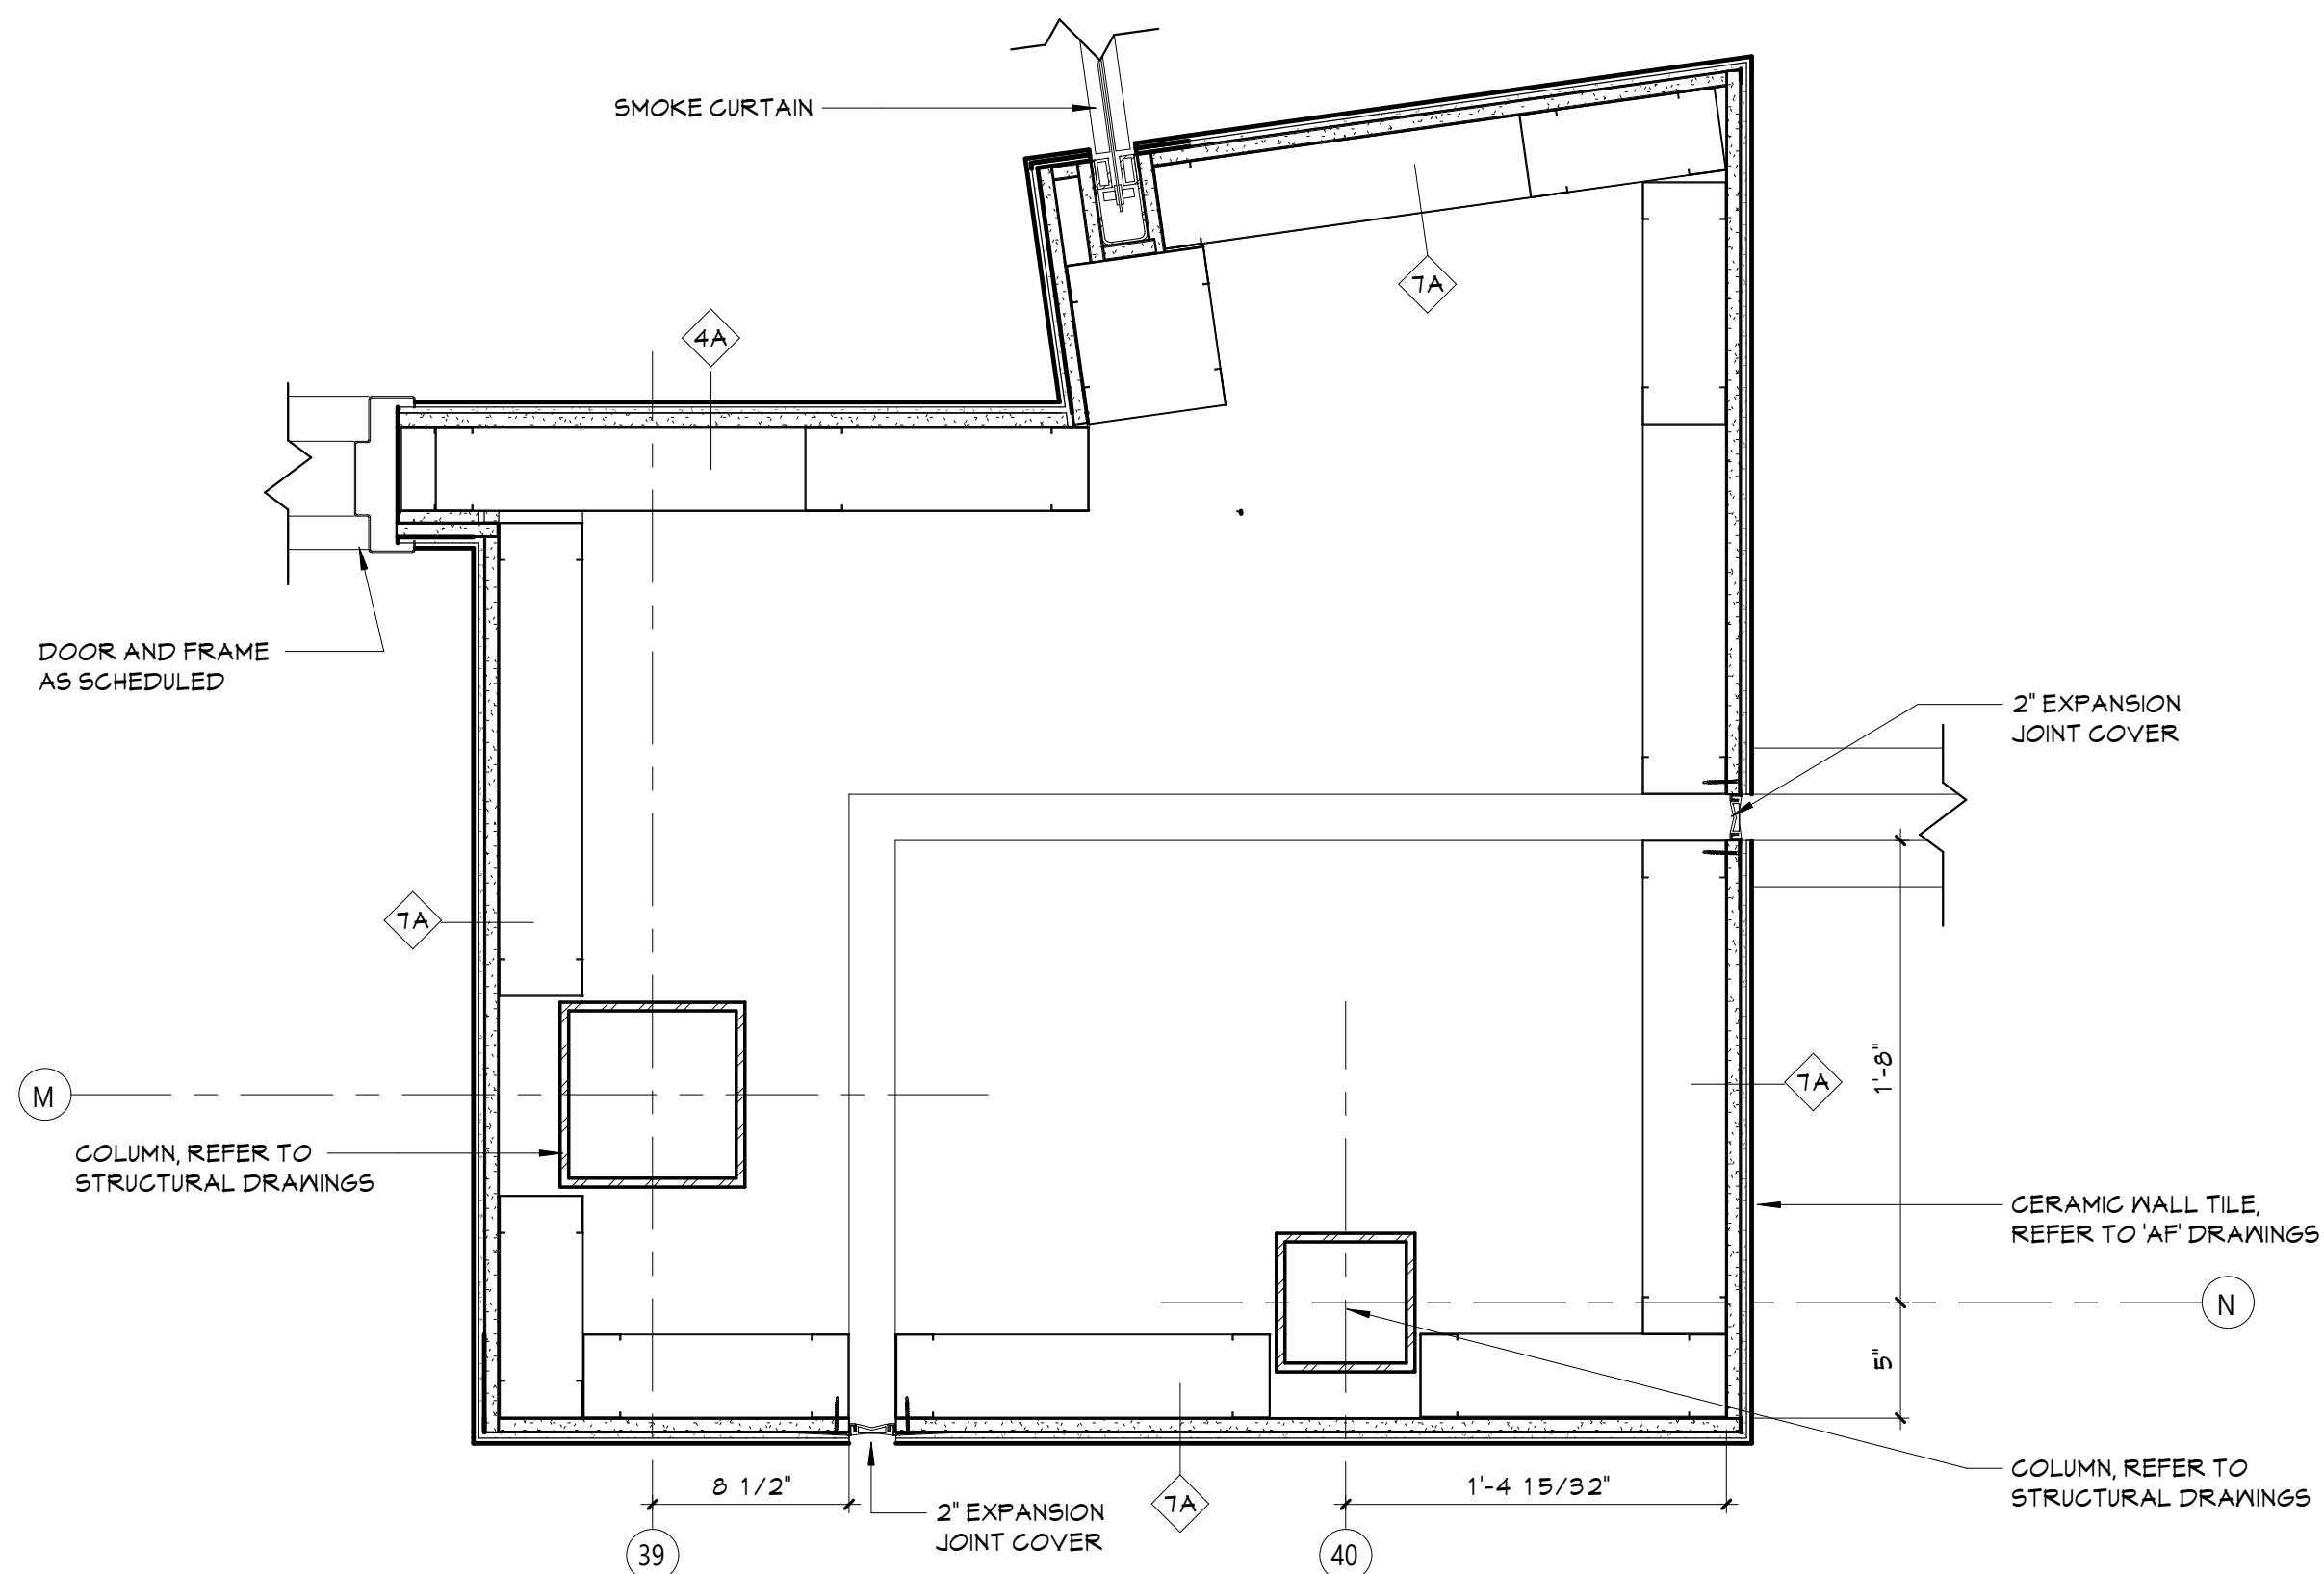 SMOKE CURTAIN
7A
4A
DOOR AND FRAME
AS SCHEDULED
2" EXPANSION
JOINT COVER
7A
1'-8"
7A
M
COLUMN, REFER TO
STRUCTURAL DRAWINGS
CERAMIC WALL TILE,
REFER TO 'AF' DRAWINGS
N
5"
8 1/2"
2" EXPANSION
JOINT COVER
7A
1'-4 15/32"
COLUMN, REFER TO
STRUCTURAL DRAWINGS
39
40